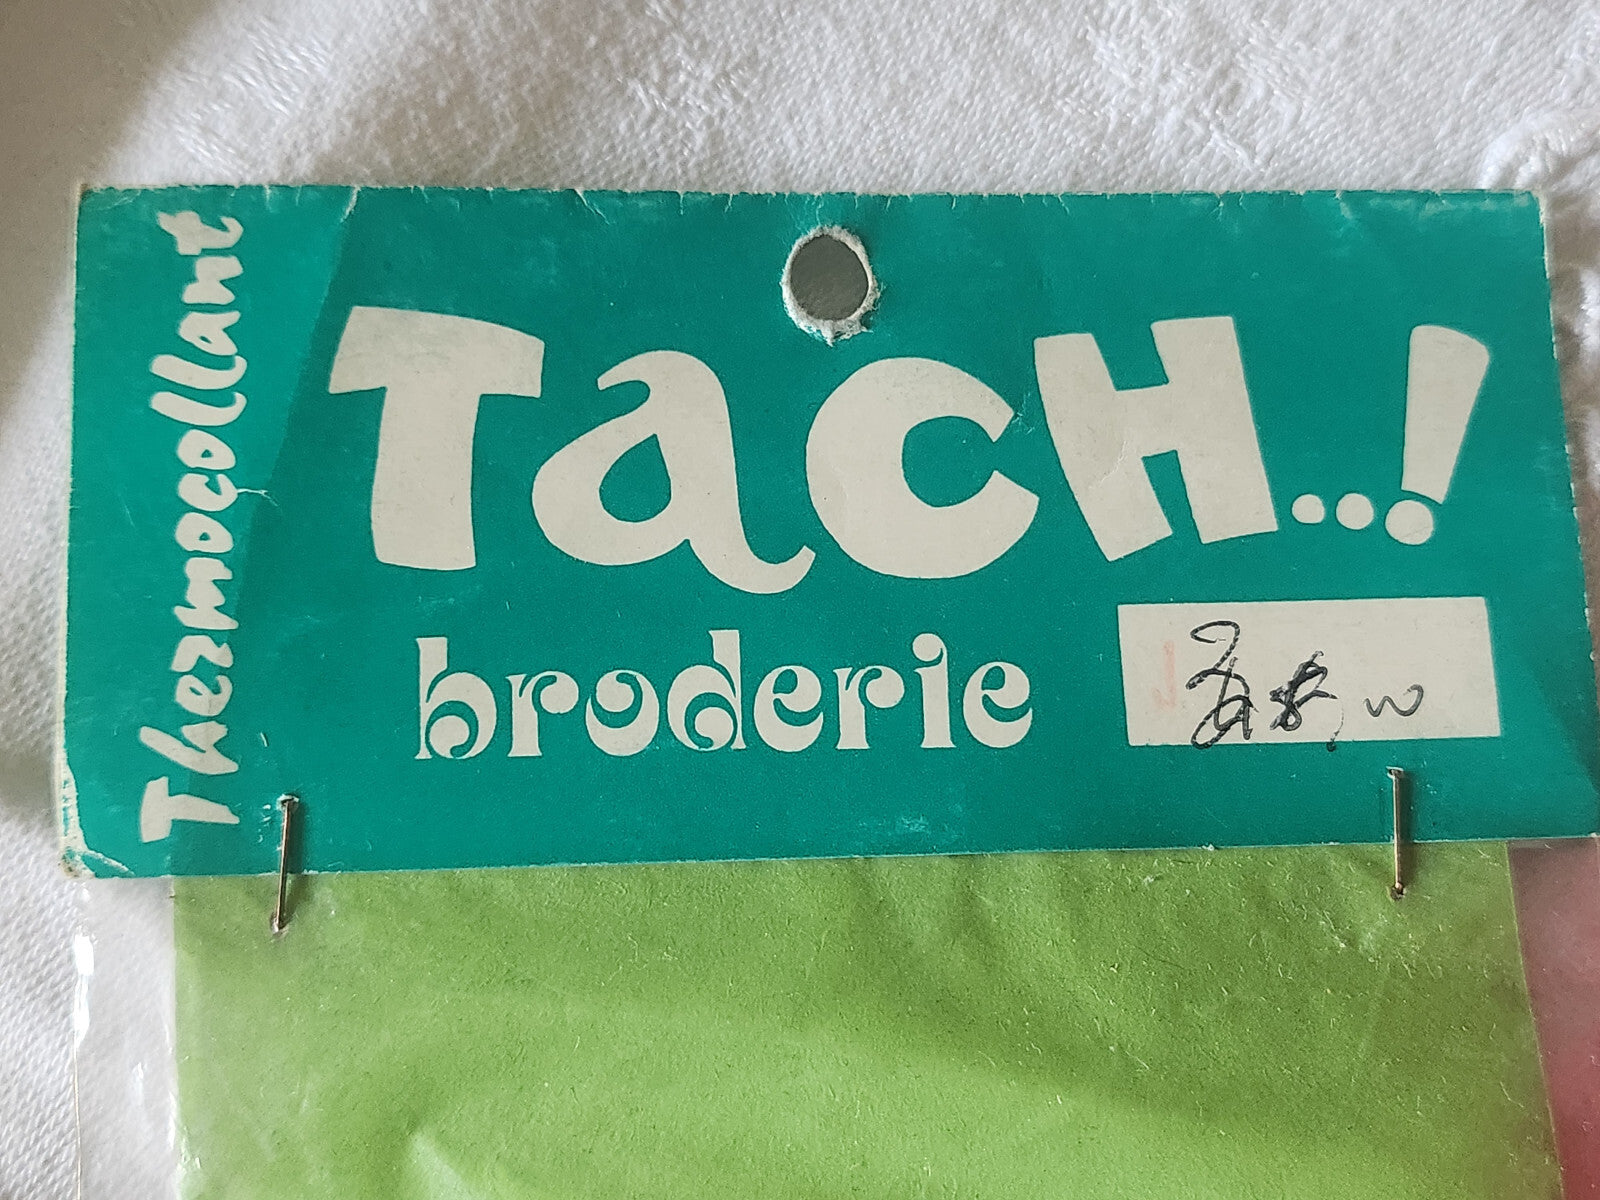 Thermocollant
TacH..!
broderie